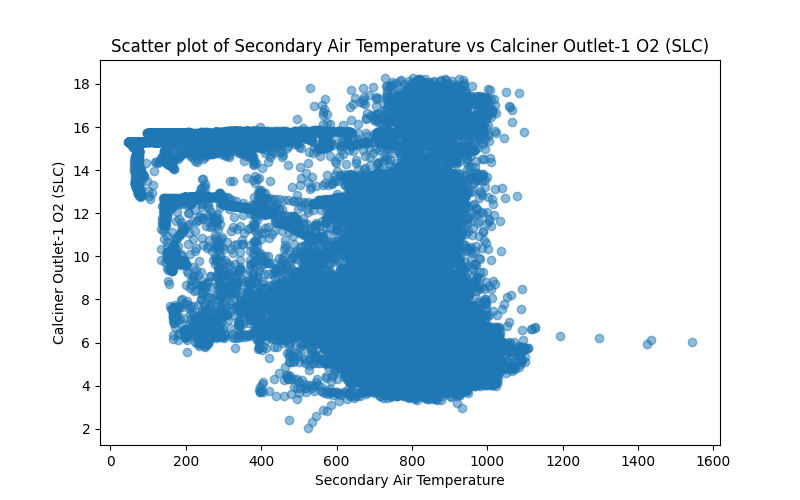 Scatter plot of Secondary Air Temperature vs Calciner Outlet-1 O2 (SLC)
Calciner Outlet-1 O2 (SLC)
18
16
14
12
10
8
6
4
2
0 200 400 600 800 1000 1200 1400 1600
Secondary Air Temperature